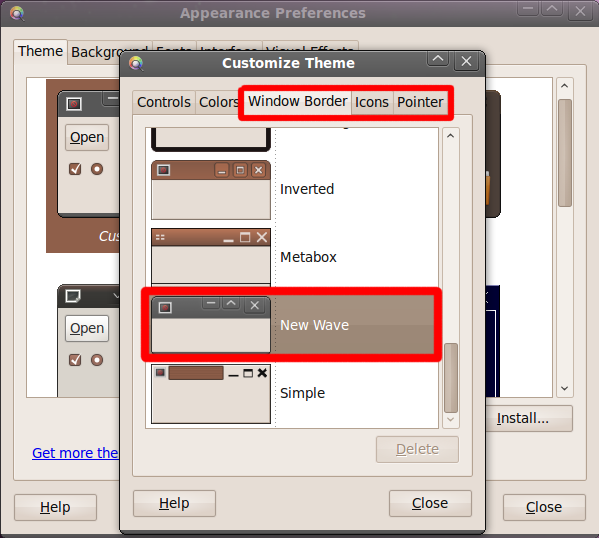 Appearance Preferences
Theme Background Fonts Interface Visual Effects
Customize Theme
Controls Colors Window Border Icons Pointer
Open
Inverted
Metabox
New Wave
Open
Simple
Install...
Delete
Get more the
Help Close
Help Close